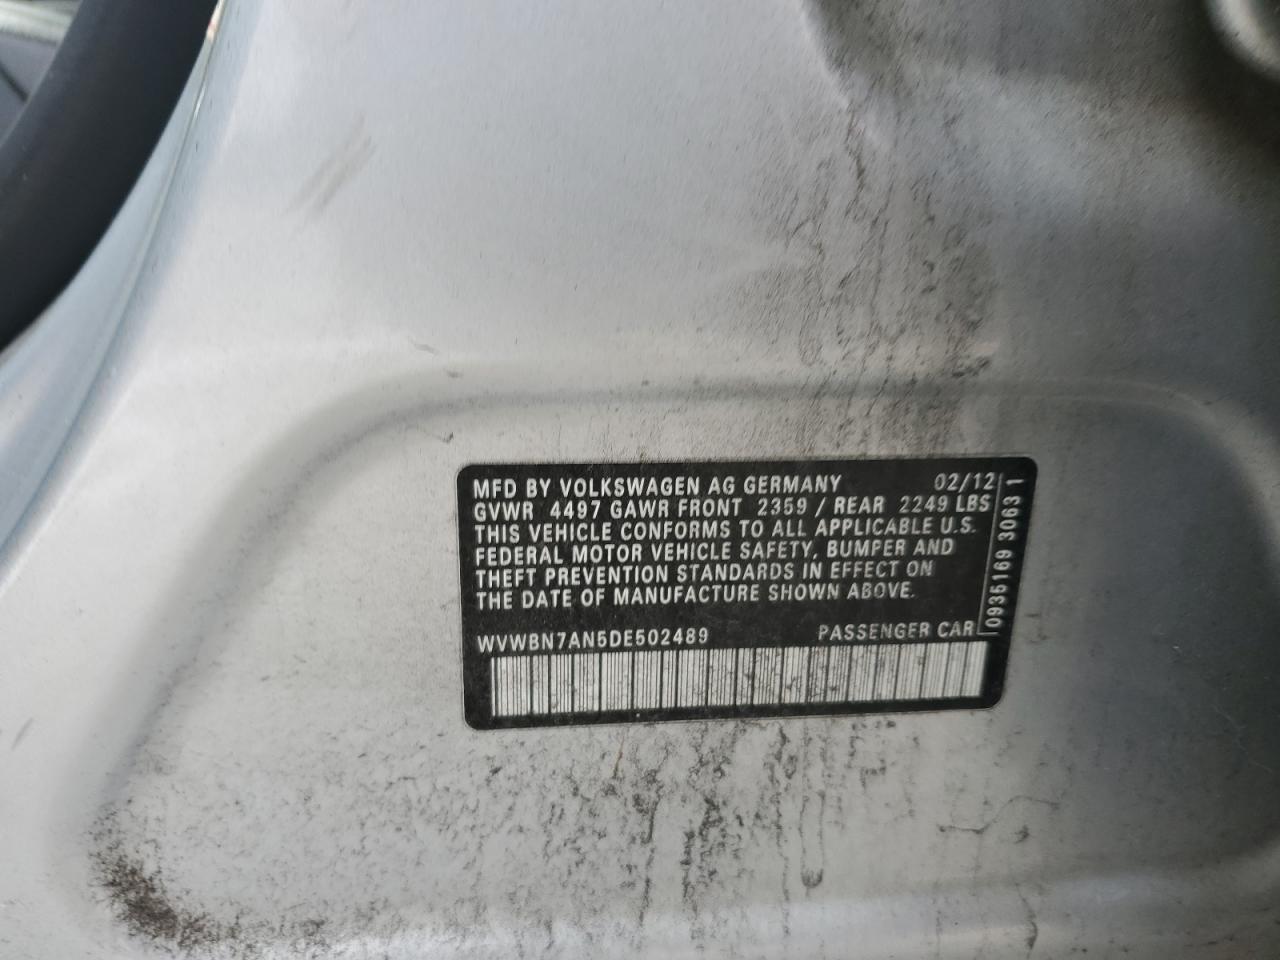 MFD BY VOLKSWAGEN AG GERMANY 02/12
GVWR 4497 GAWR FRONT 2359 / REAR 2249 LBS
THIS VEHICLE CONFORMS TO ALL APPLICABLE U.S.
FEDERAL MOTOR VEHICLE SAFETY, BUMPER AND
THEFT PREVENTION STANDARDS IN EFFECT ON
THE DATE OF MANUFACTURE SHOWN ABOVE.
WVWBN7AN5DE502489 PASSENGER CAR
0935169 3063 1